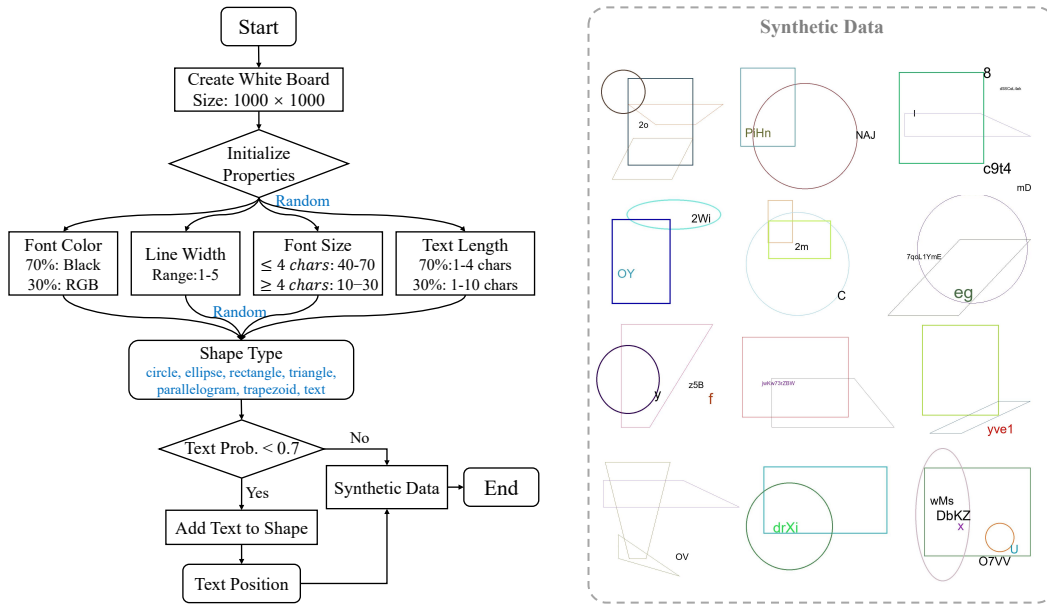 Start
Create White Board
Size: 1000 × 1000
Initialize
Properties
Random
Font Color
70%: Black
30%: RGB
Line Width
Range:1-5
Font Size
≤ 4 chars: 40-70
≥ 4 chars: 10−30
Text Length
70%:1-4 chars
30%: 1-10 chars
Random
Shape Type
circle, ellipse, rectangle, triangle,
parallelogram, trapezoid, text
Text Prob. < 0.7
No
Yes
Synthetic Data
End
Add Text to Shape
Text Position
Synthetic Data
2o
PiHn
NAJ
8
l
c9t4
mD
2Wi
OY
2m
C
7qoL1YmE
eg
y
z5B
f
jwKw73rZBW
yve1
OV
drXi
wMs
DbKZ
x
U
O7VV